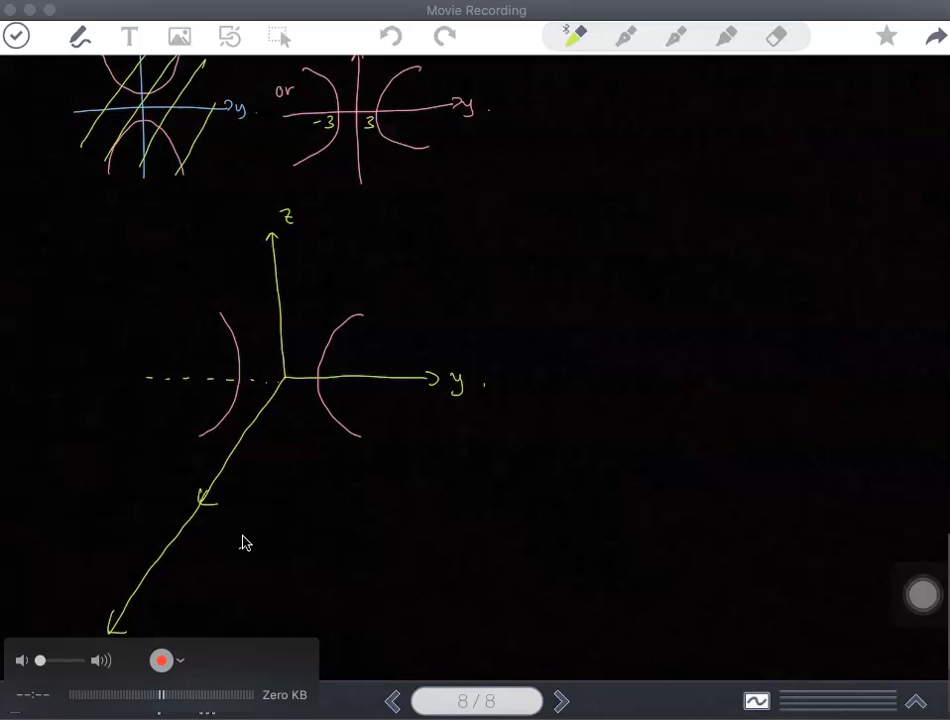 Movie Recording
T
or
y.
-3
3
y.
z
y.
--:--
Zero KB
8/8